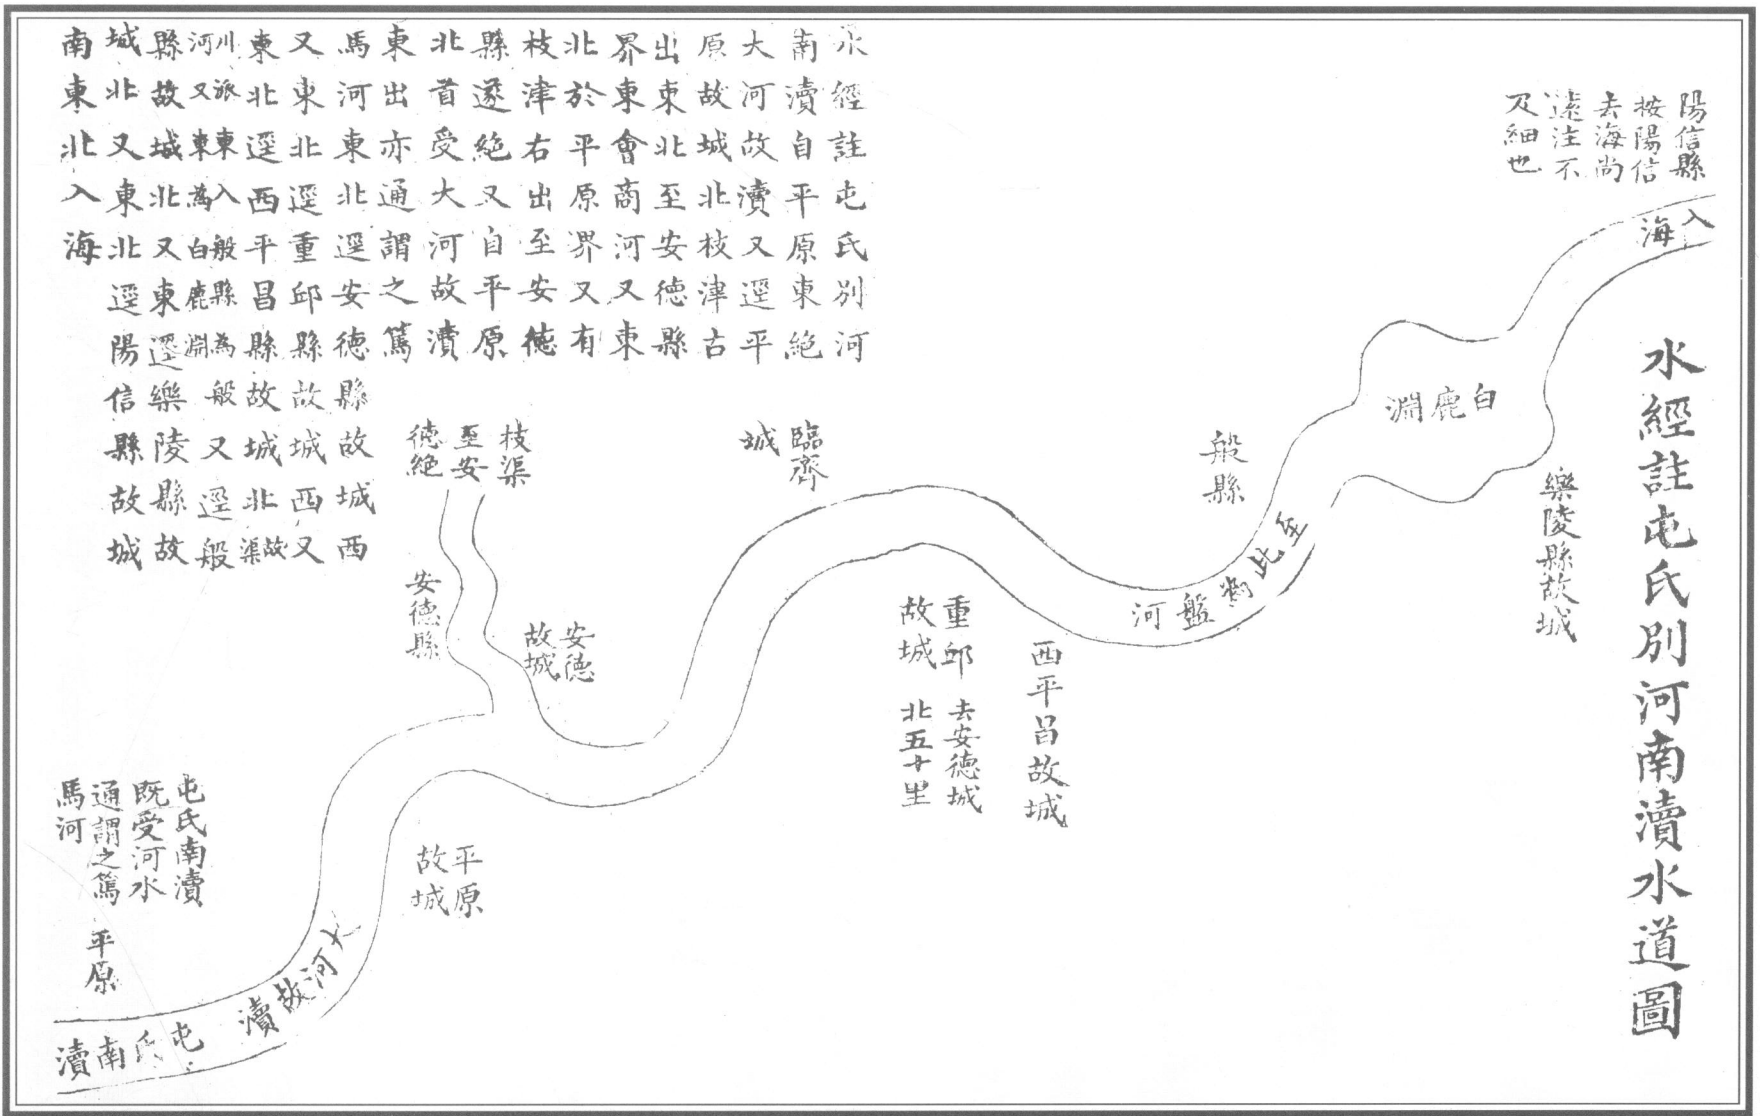 水經註屯氏別河南瀆水道圖
陽信縣
按陽信
去海尚
遠注不
及細也
入海
白鹿淵
樂陵縣故城
般縣
至此為盤河
西平昌故城
重邱 去安德城
故城 北五十里
臨齊
城
水經註屯氏別河
南瀆自平原東絕
大河故瀆又逕平
原故城北枝津古
出東北至安德縣
界東會商河又東
北於平原界又有
枝津右出至安德
縣遂絕又自平原
北首受大河故瀆
東出亦通謂之篤
馬河東北逕安德縣故城西
又東北逕重邱縣故城西又
東北逕西平昌縣故城北故渠
川派東入般縣為
河又東為白鹿淵
般又逕般
縣故城北又東逕樂陵縣故
城北又東北逕陽信縣故城
南東北入海
枝渠
至安
德絕
安德
故城
安德縣
平原
故城
屯氏南瀆
既受河水
通謂之篤
馬河
平原
大河故瀆
屯氏南瀆